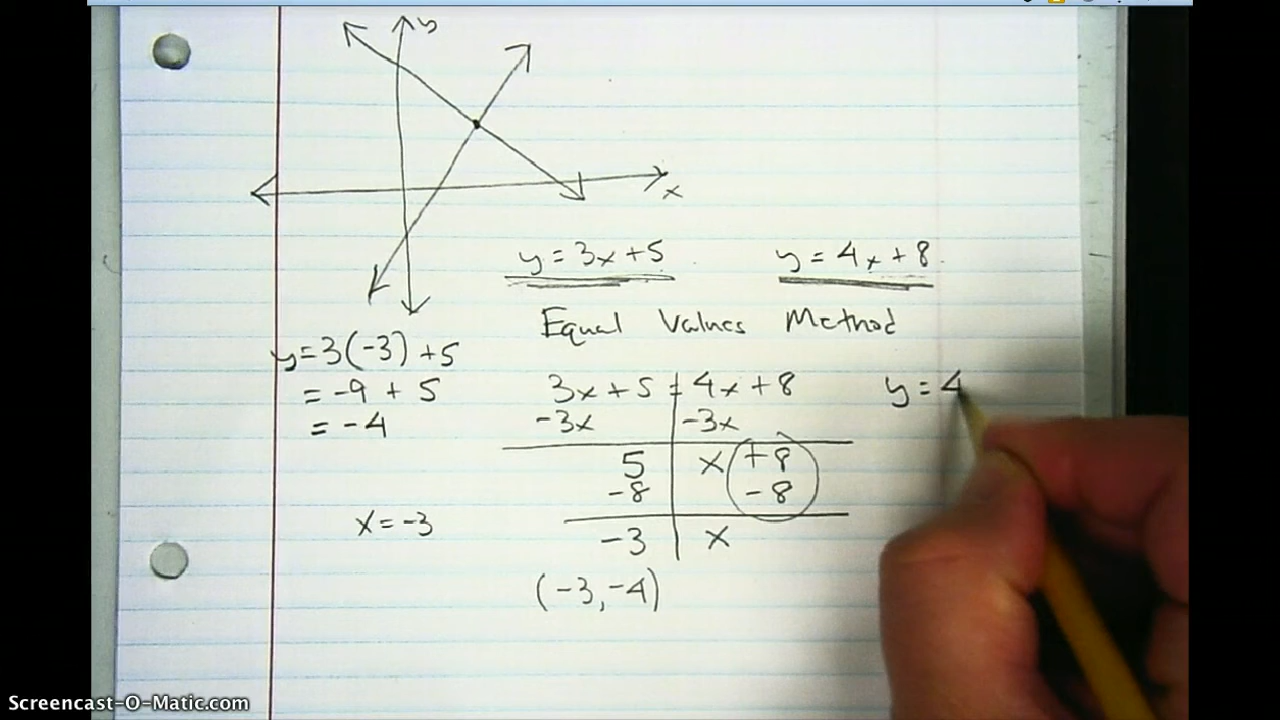 y
x
y = 3x + 5 y = 4x + 8
Equal Values Method
y = 3(-3) + 5
= -9 + 5
= -4
3x + 5 = 4x + 8
-3x -3x
5 x + 8
-8 - 8
-3 x
x = -3
(-3, -4)
y = 4
Screencast-O-Matic.com